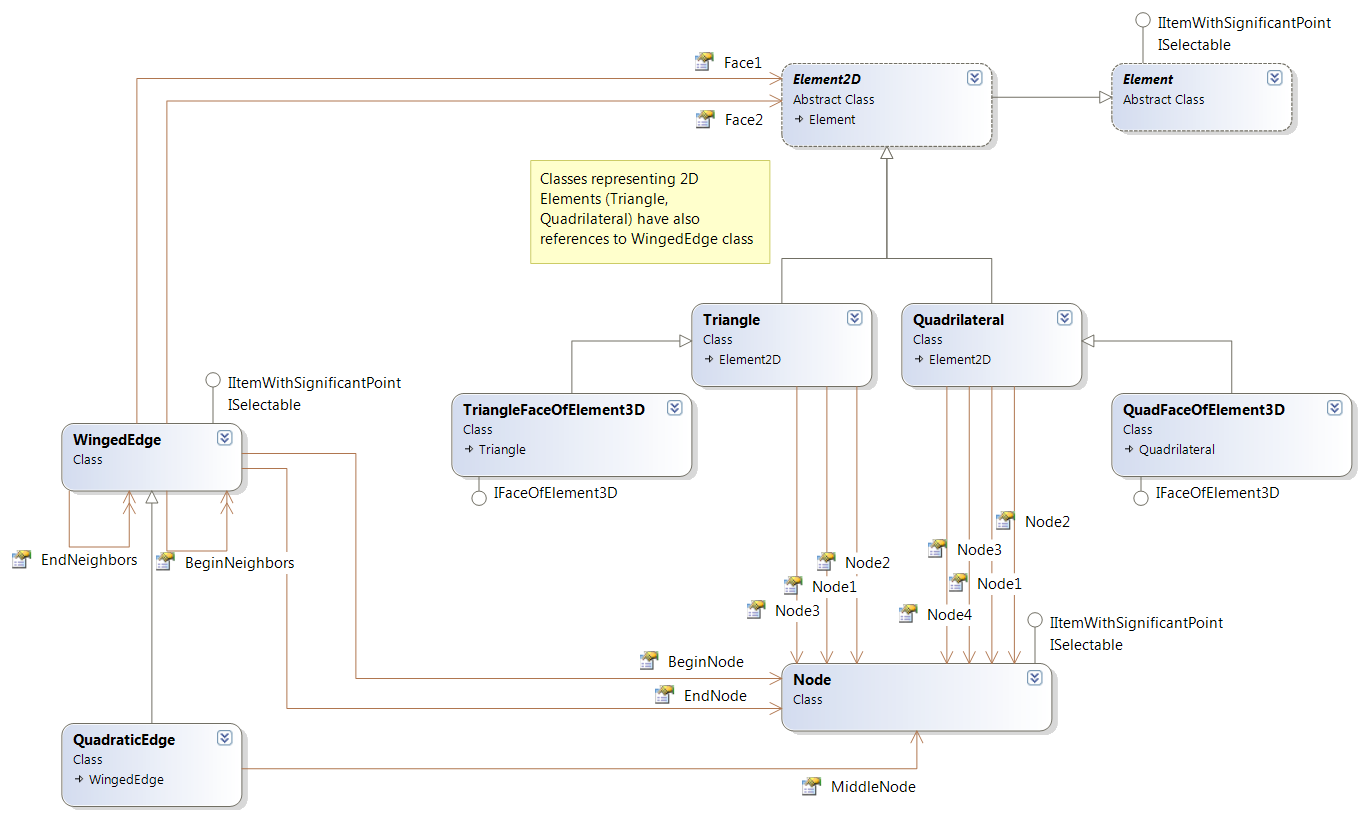 IItemWithSignificantPoint
ISelectable
Face1
Element2D
Abstract Class
Element
Element
Abstract Class
Face2
Classes representing 2D
Elements (Triangle,
Quadrilateral) have also
references to WingedEdge class
Triangle
Class
Element2D
Quadrilateral
Class
Element2D
IItemWithSignificantPoint
ISelectable
WingedEdge
Class
TriangleFaceOfElement3D
Class
Triangle
IFaceOfElement3D
QuadFaceOfElement3D
Class
Quadrilateral
IFaceOfElement3D
EndNeighbors
BeginNeighbors
Node2
Node1
Node3
Node2
Node3
Node1
Node4
IItemWithSignificantPoint
ISelectable
BeginNode
EndNode
Node
Class
QuadraticEdge
Class
WingedEdge
MiddleNode